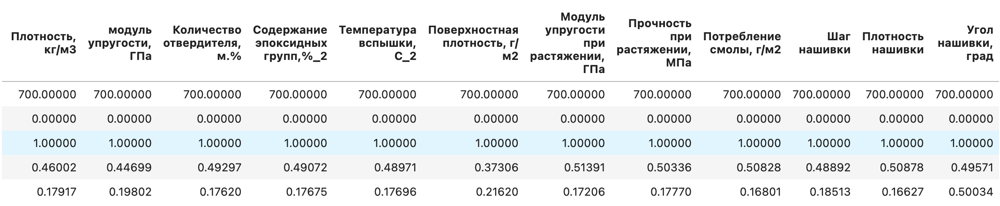 Плотность, кг/м3 модуль упругости, ГПа Количество отвердителя, м.% Содержание эпоксидных групп,%_2 Температура вспышки, С_2 Поверхностная плотность, г/м2 Модуль упругости при растяжении, ГПа Прочность при растяжении, МПа Потребление смолы, г/м2 Шаг нашивки Плотность нашивки Угол нашивки, град
700.00000 700.00000 700.00000 700.00000 700.00000 700.00000 700.00000 700.00000 700.00000 700.00000 700.00000 700.00000
0.00000 0.00000 0.00000 0.00000 0.00000 0.00000 0.00000 0.00000 0.00000 0.00000 0.00000 0.00000
1.00000 1.00000 1.00000 1.00000 1.00000 1.00000 1.00000 1.00000 1.00000 1.00000 1.00000 1.00000
0.46002 0.44699 0.49297 0.49072 0.48971 0.37306 0.51391 0.50336 0.50828 0.48892 0.50878 0.49571
0.17917 0.19802 0.17620 0.17675 0.17696 0.21620 0.17206 0.17770 0.16801 0.18513 0.16627 0.50034